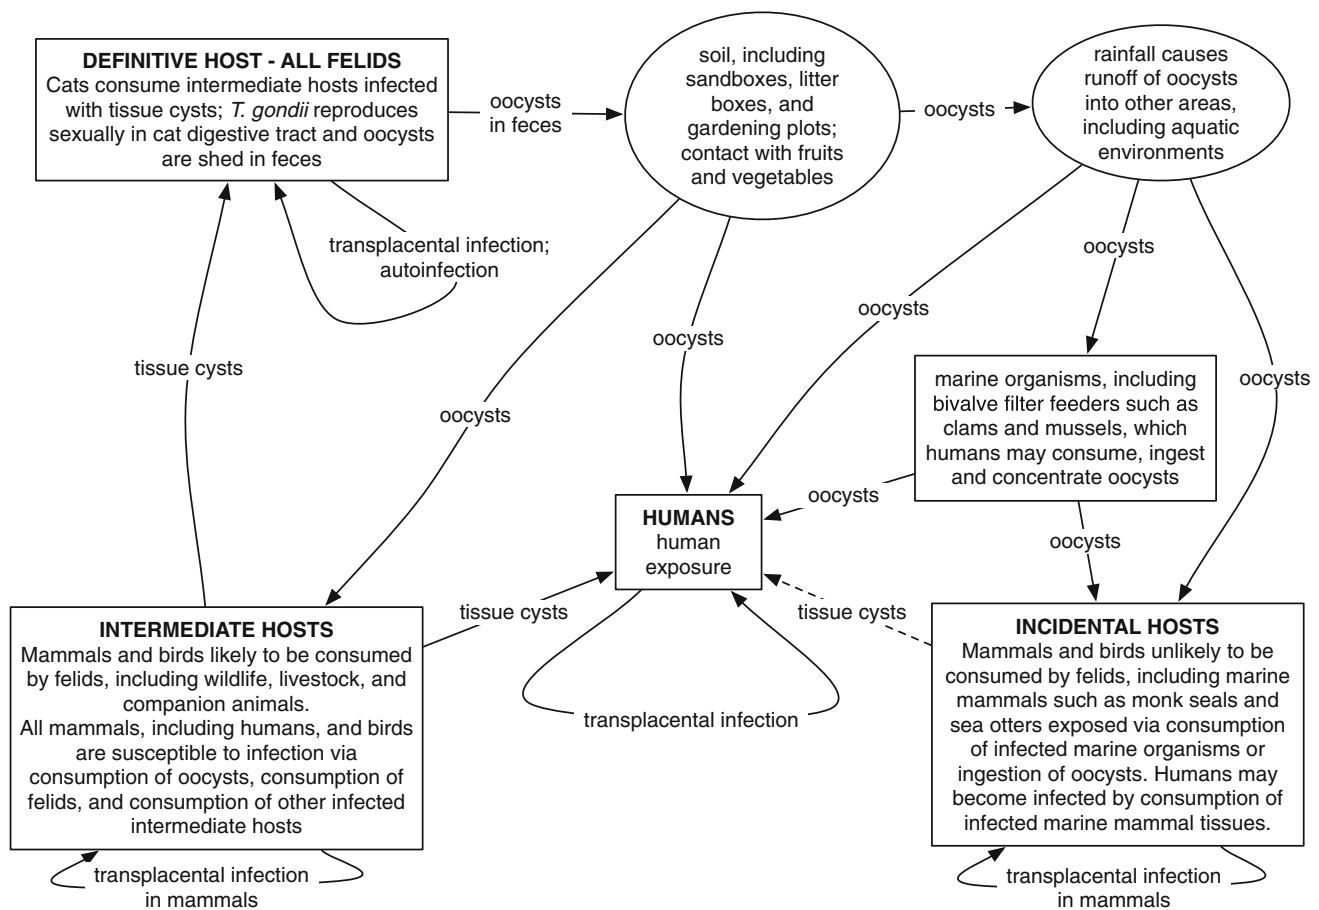 DEFINITIVE HOST - ALL FELIDS
Cats consume intermediate hosts infected
with tissue cysts; T. gondii reproduces
sexually in cat digestive tract and oocysts
are shed in feces
oocysts
in feces
soil, including
sandboxes, litter
boxes, and
gardening plots;
contact with fruits
and vegetables
oocysts
rainfall causes
runoff of oocysts
into other areas,
including aquatic
environments
transplacental infection;
autoinfection
oocysts
oocysts
oocysts
tissue cysts
oocysts
oocysts
marine organisms, including
bivalve filter feeders such as
clams and mussels, which
humans may consume, ingest
and concentrate oocysts
oocysts
oocysts
HUMANS
human
exposure
tissue cysts
tissue cysts
transplacental infection
INTERMEDIATE HOSTS
Mammals and birds likely to be consumed
by felids, including wildlife, livestock, and
companion animals.
All mammals, including humans, and birds
are susceptible to infection via
consumption of oocysts, consumption of
felids, and consumption of other infected
intermediate hosts
transplacental infection
in mammals
INCIDENTAL HOSTS
Mammals and birds unlikely to be
consumed by felids, including marine
mammals such as monk seals and
sea otters exposed via consumption
of infected marine organisms or
ingestion of oocysts. Humans may
become infected by consumption of
infected marine mammal tissues.
transplacental infection
in mammals